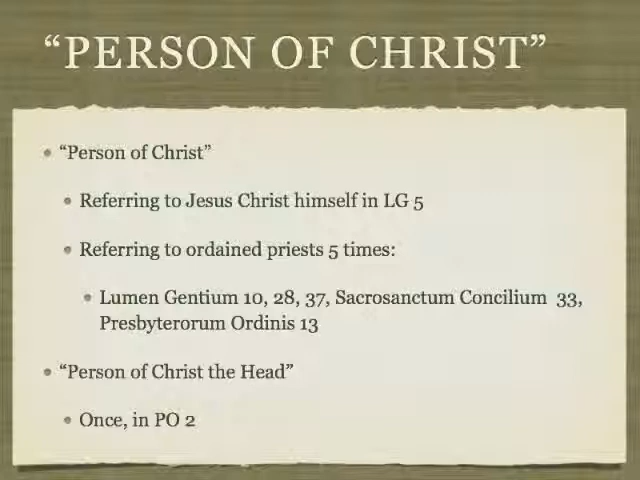 “PERSON OF CHRIST”
• “Person of Christ”
• Referring to Jesus Christ himself in LG 5
• Referring to ordained priests 5 times:
• Lumen Gentium 10, 28, 37, Sacrosanctum Concilium 33,
Presbyterorum Ordinis 13
• “Person of Christ the Head”
• Once, in PO 2